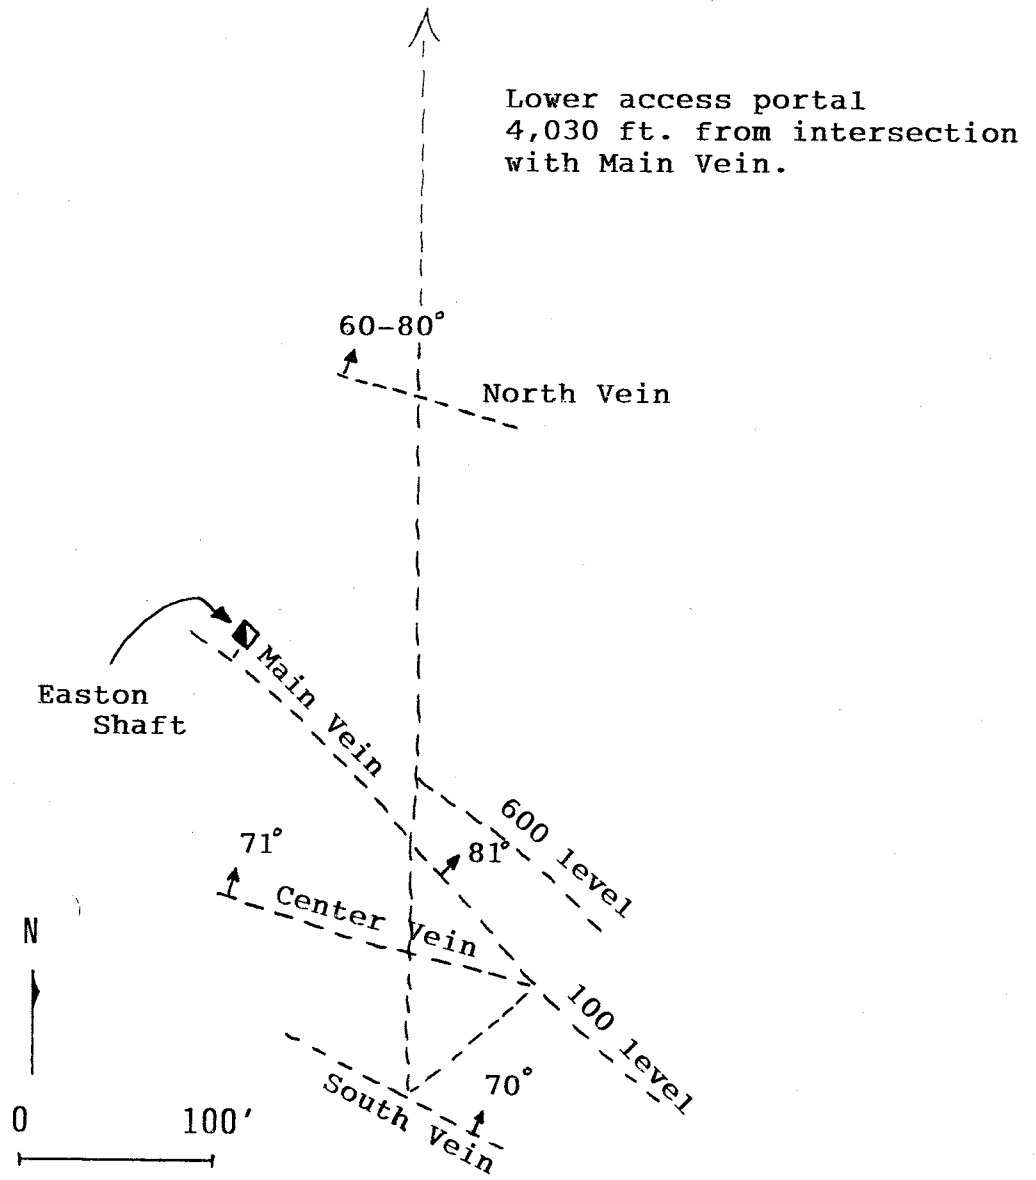 Lower access portal
4,030 ft. from intersection
with Main Vein.
60-80°
North Vein
Easton
Shaft
Main Vein
600 level
71°
81°
Center Vein
N
100 level
70°
South Vein
0 100'